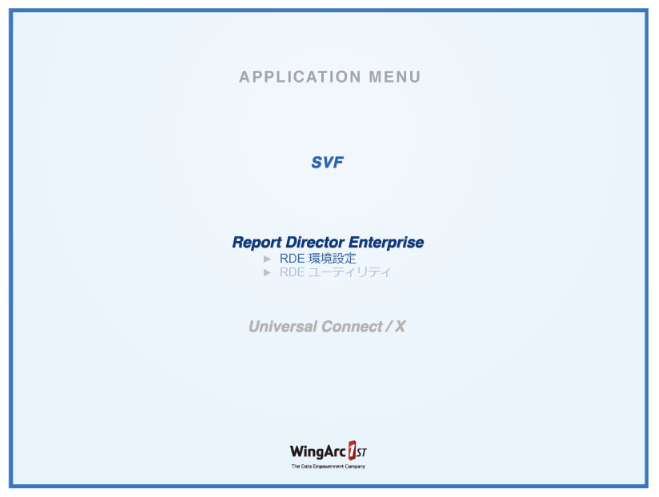 APPLICATION MENU
SVF
Report Director Enterprise
▶ RDE 環境設定
▶ RDE ユーティリティ
Universal Connect / X
WingArc 1ST
The Data Empowerment Company